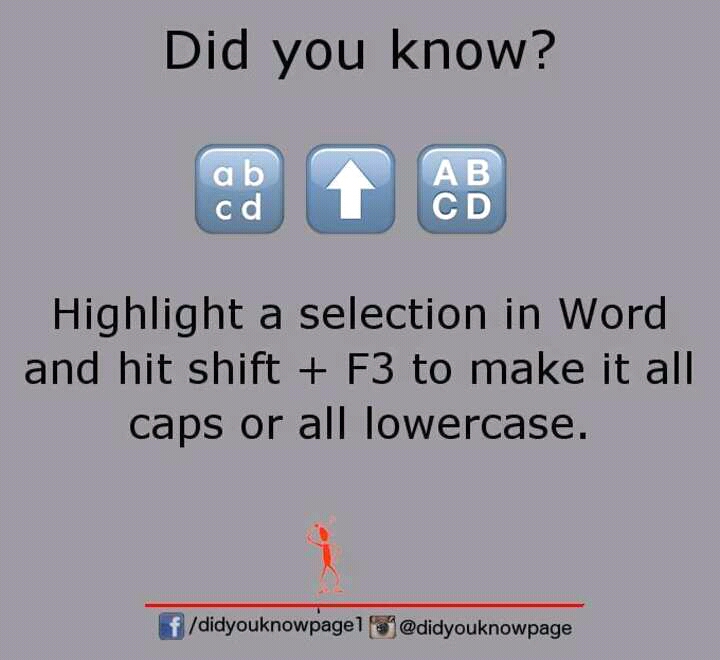 Did you know?
ab AB
cd CD
Highlight a selection in Word
and hit shift + F3 to make it all
caps or all lowercase.
f /didyouknowpage1 @didyouknowpage